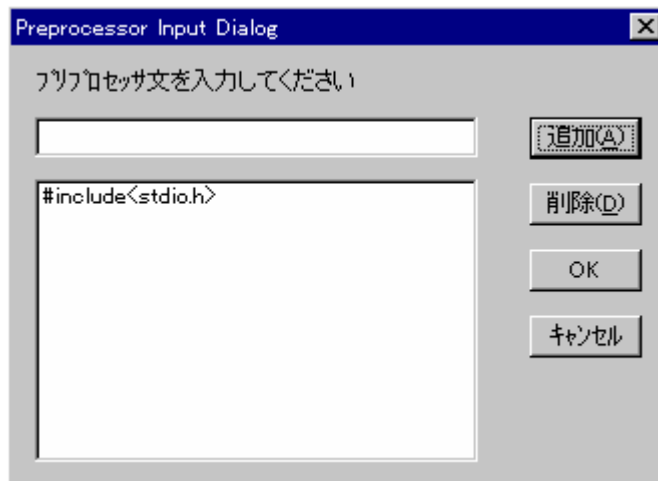 Preprocessor Input Dialog
ﾌﾟﾘﾌﾟﾛｾｯｻ文を入力してください
追加(A)
#include<stdio.h>
削除(D)
OK
ｷｬﾝｾﾙ